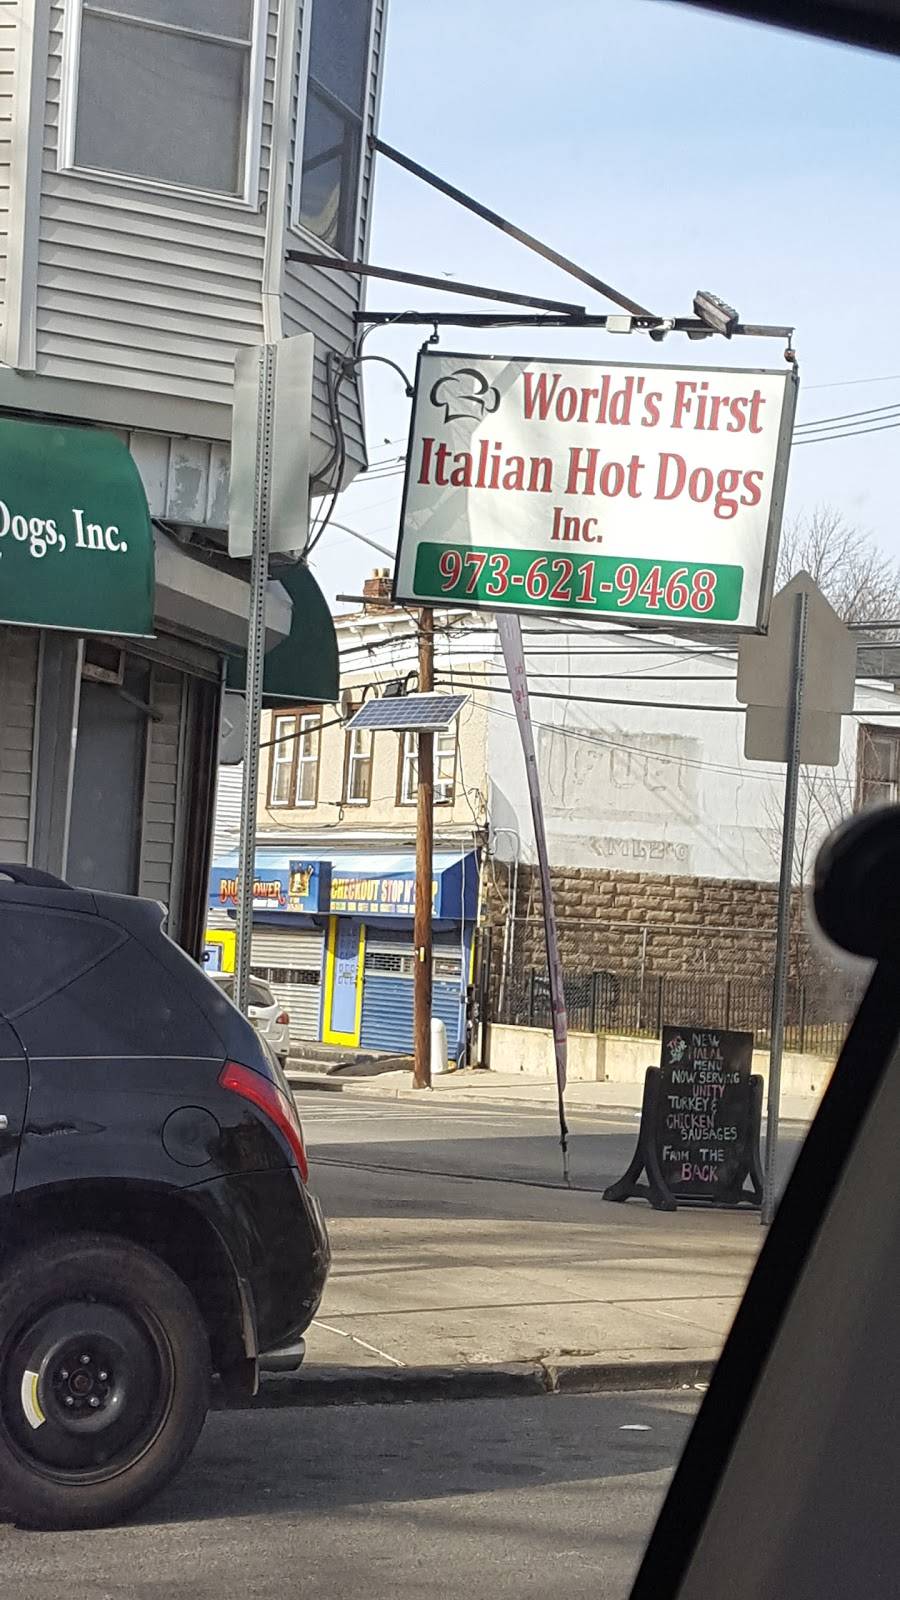 World's First
Italian Hot Dogs
Inc.
973-621-9468
Dogs, Inc.
CHECKOUT STOP N'
NEW
HALAL
MENU
NOW SERVING
UNITY
TURKEY &
CHICKEN
SAUSAGES
FROM THE
BACK